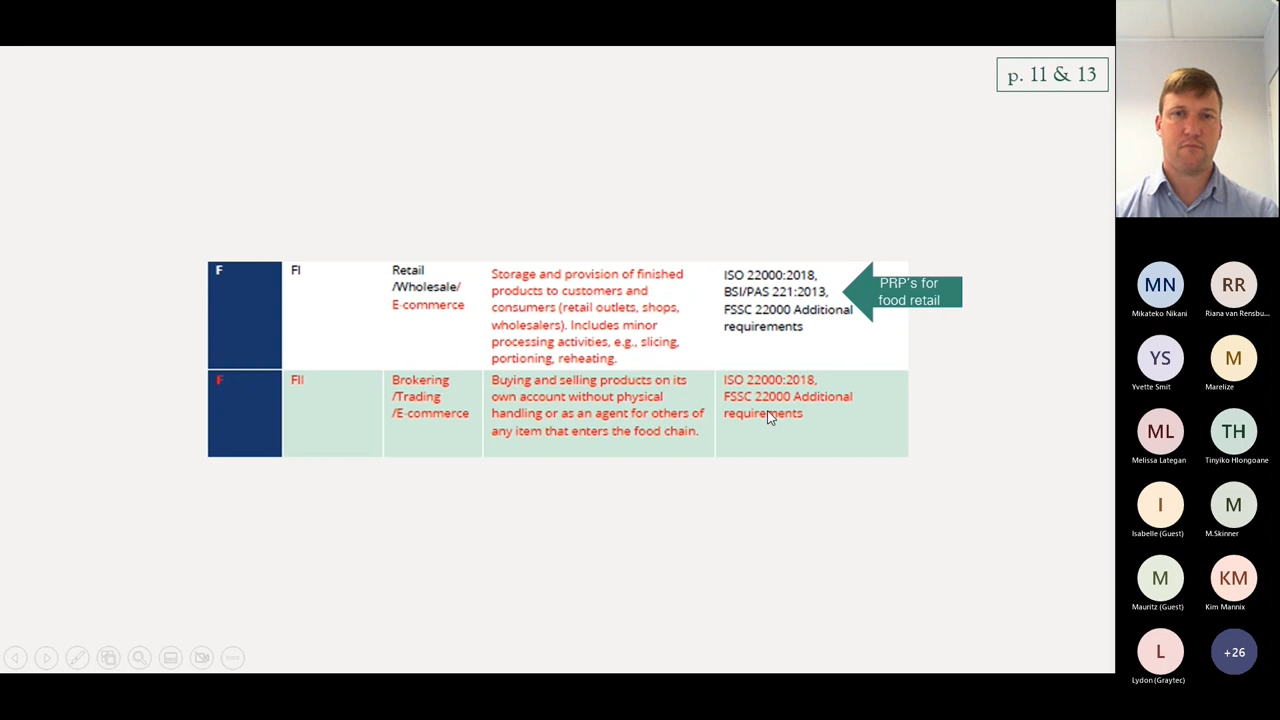 p. 11 & 13
F
FI
Retail
/Wholesale/
E-commerce
Storage and provision of finished
products to customers and
consumers (retail outlets, shops,
wholesalers). Includes minor
processing activities, e.g., slicing,
portioning, reheating.
ISO 22000:2018,
BSI/PAS 221:2013,
FSSC 22000 Additional
requirements
PRP's for
food retail
F
FII
Brokering
/Trading
/E-commerce
Buying and selling products on its
own account without physical
handling or as an agent for others of
any item that enters the food chain.
ISO 22000:2018,
FSSC 22000 Additional
requirements
MN
RR
Mikateko Nikani
Riana van Rensbu...
YS
M
Yvette Smit
Marelize
ML
TH
Melissa Lategan
Tinyiko Hlongoane
I
M
Isabelle (Guest)
M.Skinner
M
KM
Mauritz (Guest)
Kim Mannix
L
+26
Lydon (Graytec)